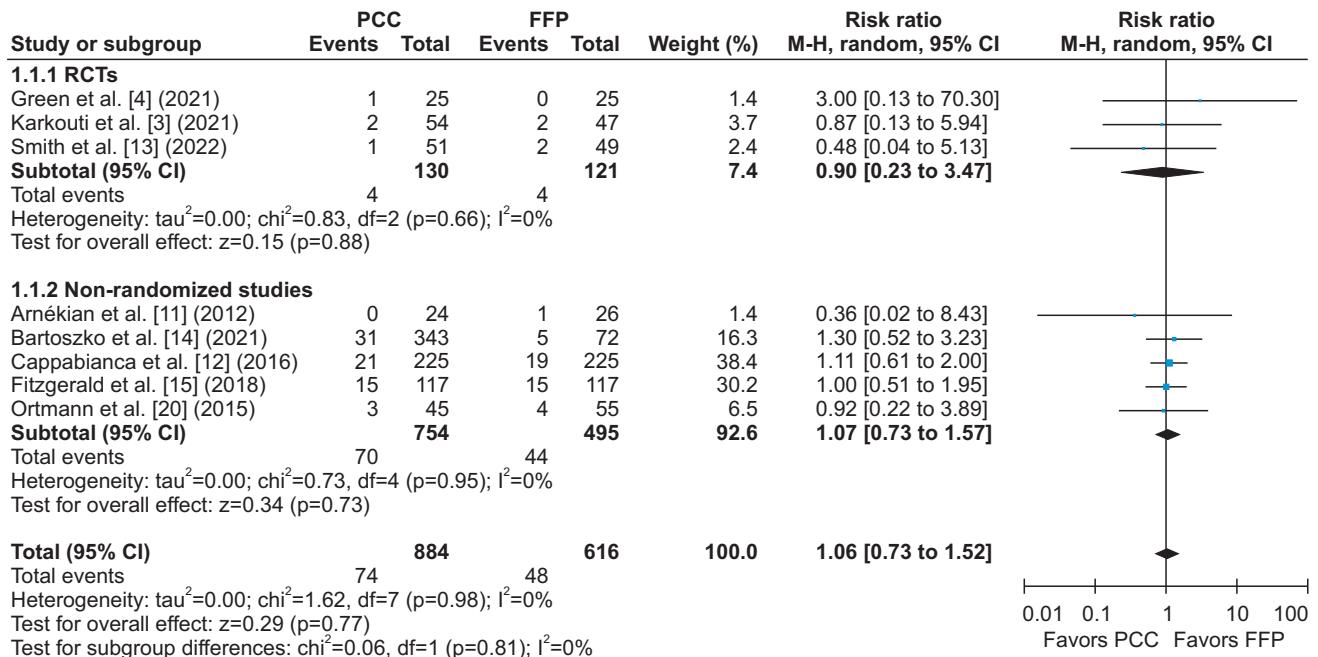 PCC FFP Risk ratio Risk ratio
Study or subgroup Events Total Events Total Weight (%) M-H, random, 95% CI M-H, random, 95% CI
1.1.1 RCTs
Green et al. [4] (2021) 1 25 0 25 1.4 3.00 [0.13 to 70.30]
Karkouti et al. [3] (2021) 2 54 2 47 3.7 0.87 [0.13 to 5.94]
Smith et al. [13] (2022) 1 51 2 49 2.4 0.48 [0.04 to 5.13]
Subtotal (95% CI) 130 121 7.4 0.90 [0.23 to 3.47]
Total events 4 4
Heterogeneity: tau²=0.00; chi²=0.83, df=2 (p=0.66); I²=0%
Test for overall effect: z=0.15 (p=0.88)
1.1.2 Non-randomized studies
Arnékian et al. [11] (2012) 0 24 1 26 1.4 0.36 [0.02 to 8.43]
Bartoszko et al. [14] (2021) 31 343 5 72 16.3 1.30 [0.52 to 3.23]
Cappabianca et al. [12] (2016) 21 225 19 225 38.4 1.11 [0.61 to 2.00]
Fitzgerald et al. [15] (2018) 15 117 15 117 30.2 1.00 [0.51 to 1.95]
Ortmann et al. [20] (2015) 3 45 4 55 6.5 0.92 [0.22 to 3.89]
Subtotal (95% CI) 754 495 92.6 1.07 [0.73 to 1.57]
Total events 70 44
Heterogeneity: tau²=0.00; chi²=0.73, df=4 (p=0.95); I²=0%
Test for overall effect: z=0.34 (p=0.73)
Total (95% CI) 884 616 100.0 1.06 [0.73 to 1.52]
Total events 74 48
Heterogeneity: tau²=0.00; chi²=1.62, df=7 (p=0.98); I²=0%
Test for overall effect: z=0.29 (p=0.77)
Test for subgroup differences: chi²=0.06, df=1 (p=0.81); I²=0%
0.01 0.1 1 10 100
Favors PCC Favors FFP